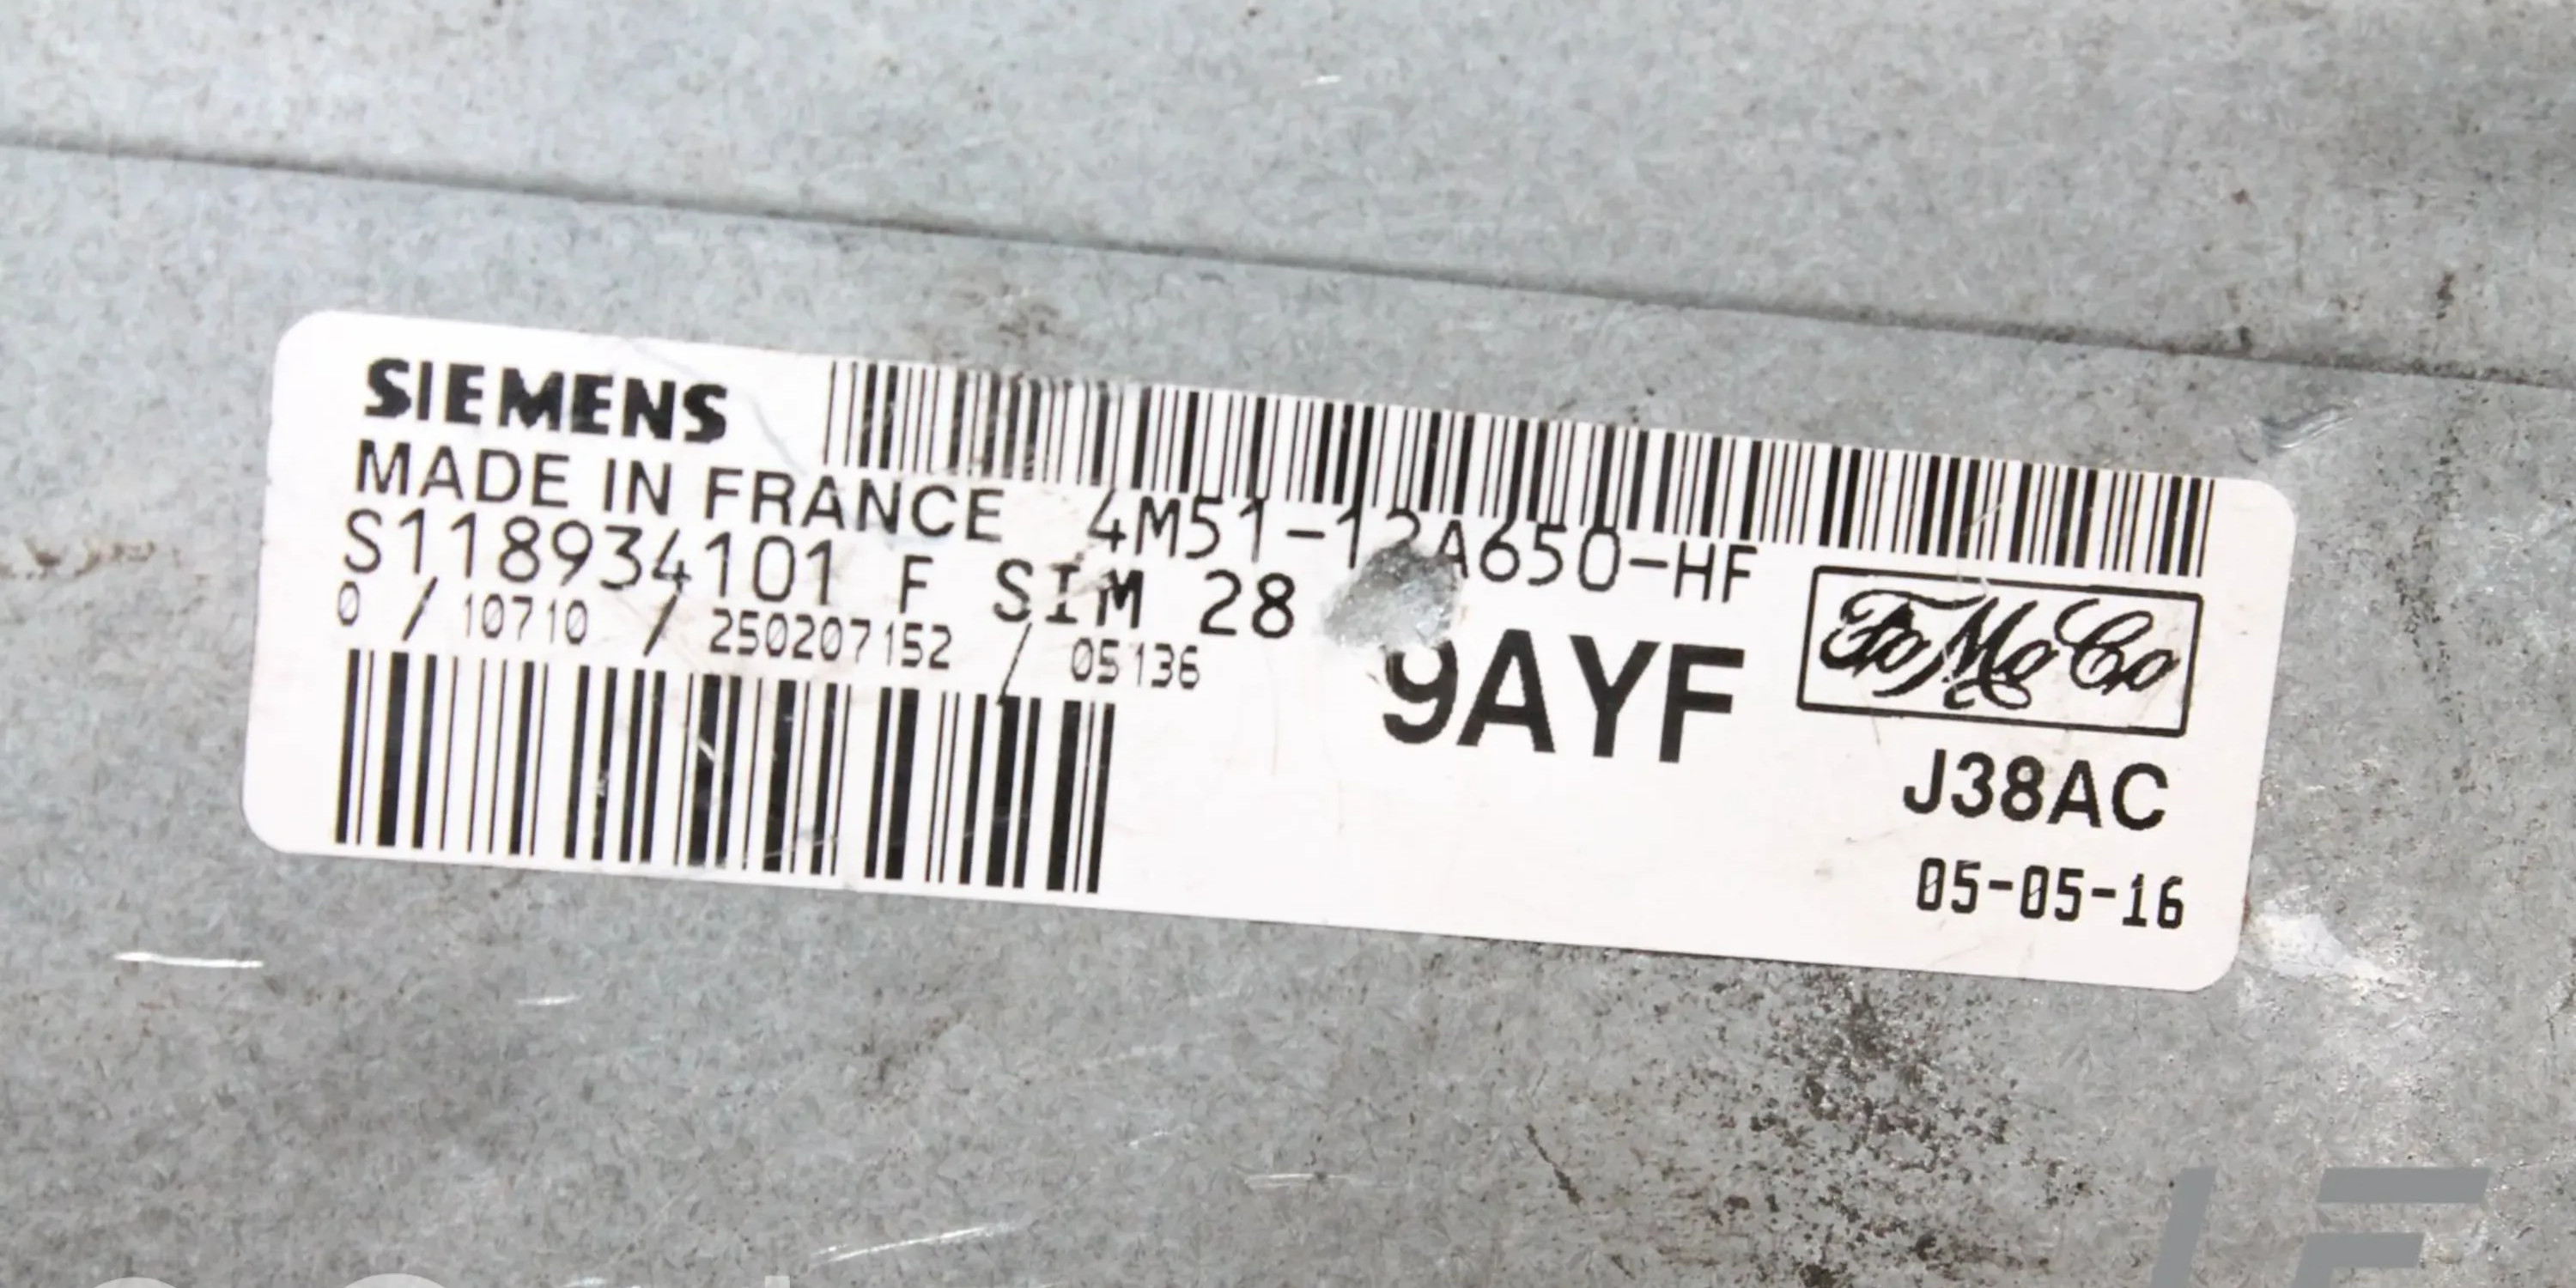 SIEMENS
MADE IN FRANCE 4M51-12A650-HF
S118934101 F SIM 28
0 / 10710 / 250207152 / 05136
9AYF
FoMoCo
J38AC
05-05-16